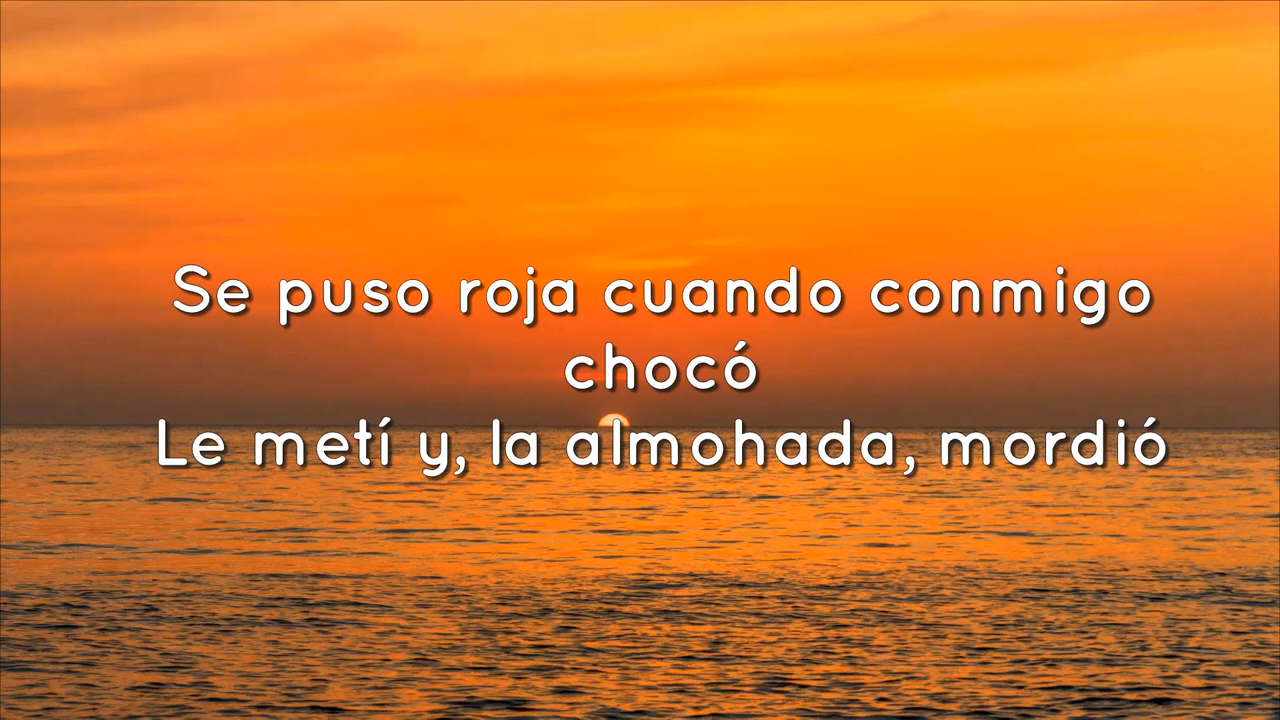 Se puso roja cuando conmigo
chocó
Le metí y, la almohada, mordió